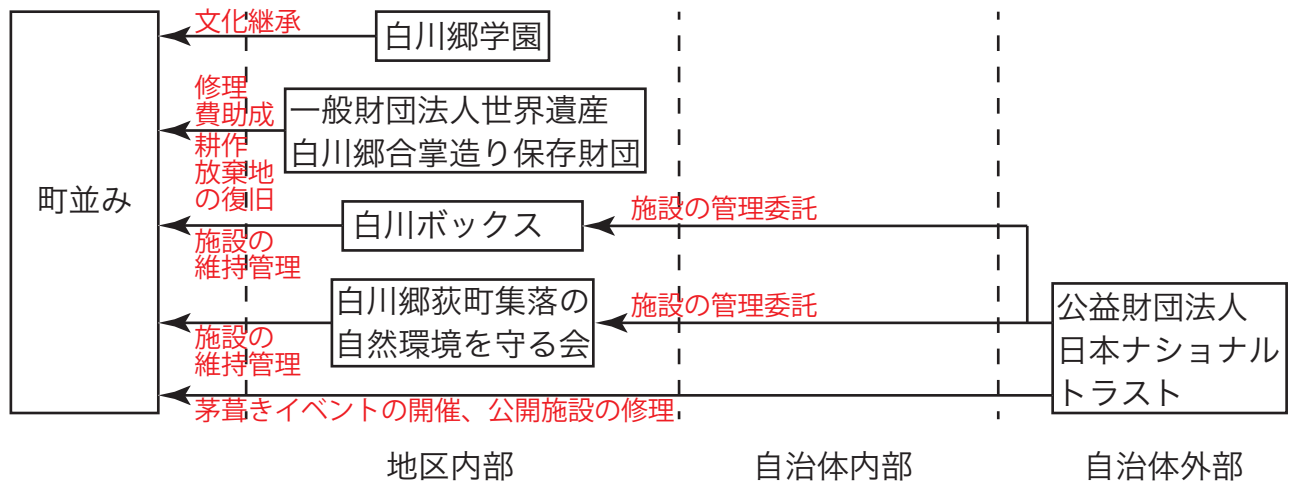 文化継承
白川郷学園
修理
費助成
一般財団法人世界遺産
白川郷合掌造り保存財団
耕作
放棄地
の復旧
町並み
白川ボックス
施設の管理委託
施設の
維持管理
白川郷荻町集落の
自然環境を守る会
施設の管理委託
公益財団法人
日本ナショナル
トラスト
施設の
維持管理
茅葺きイベントの開催、公開施設の修理
地区内部
自治体内部
自治体外部